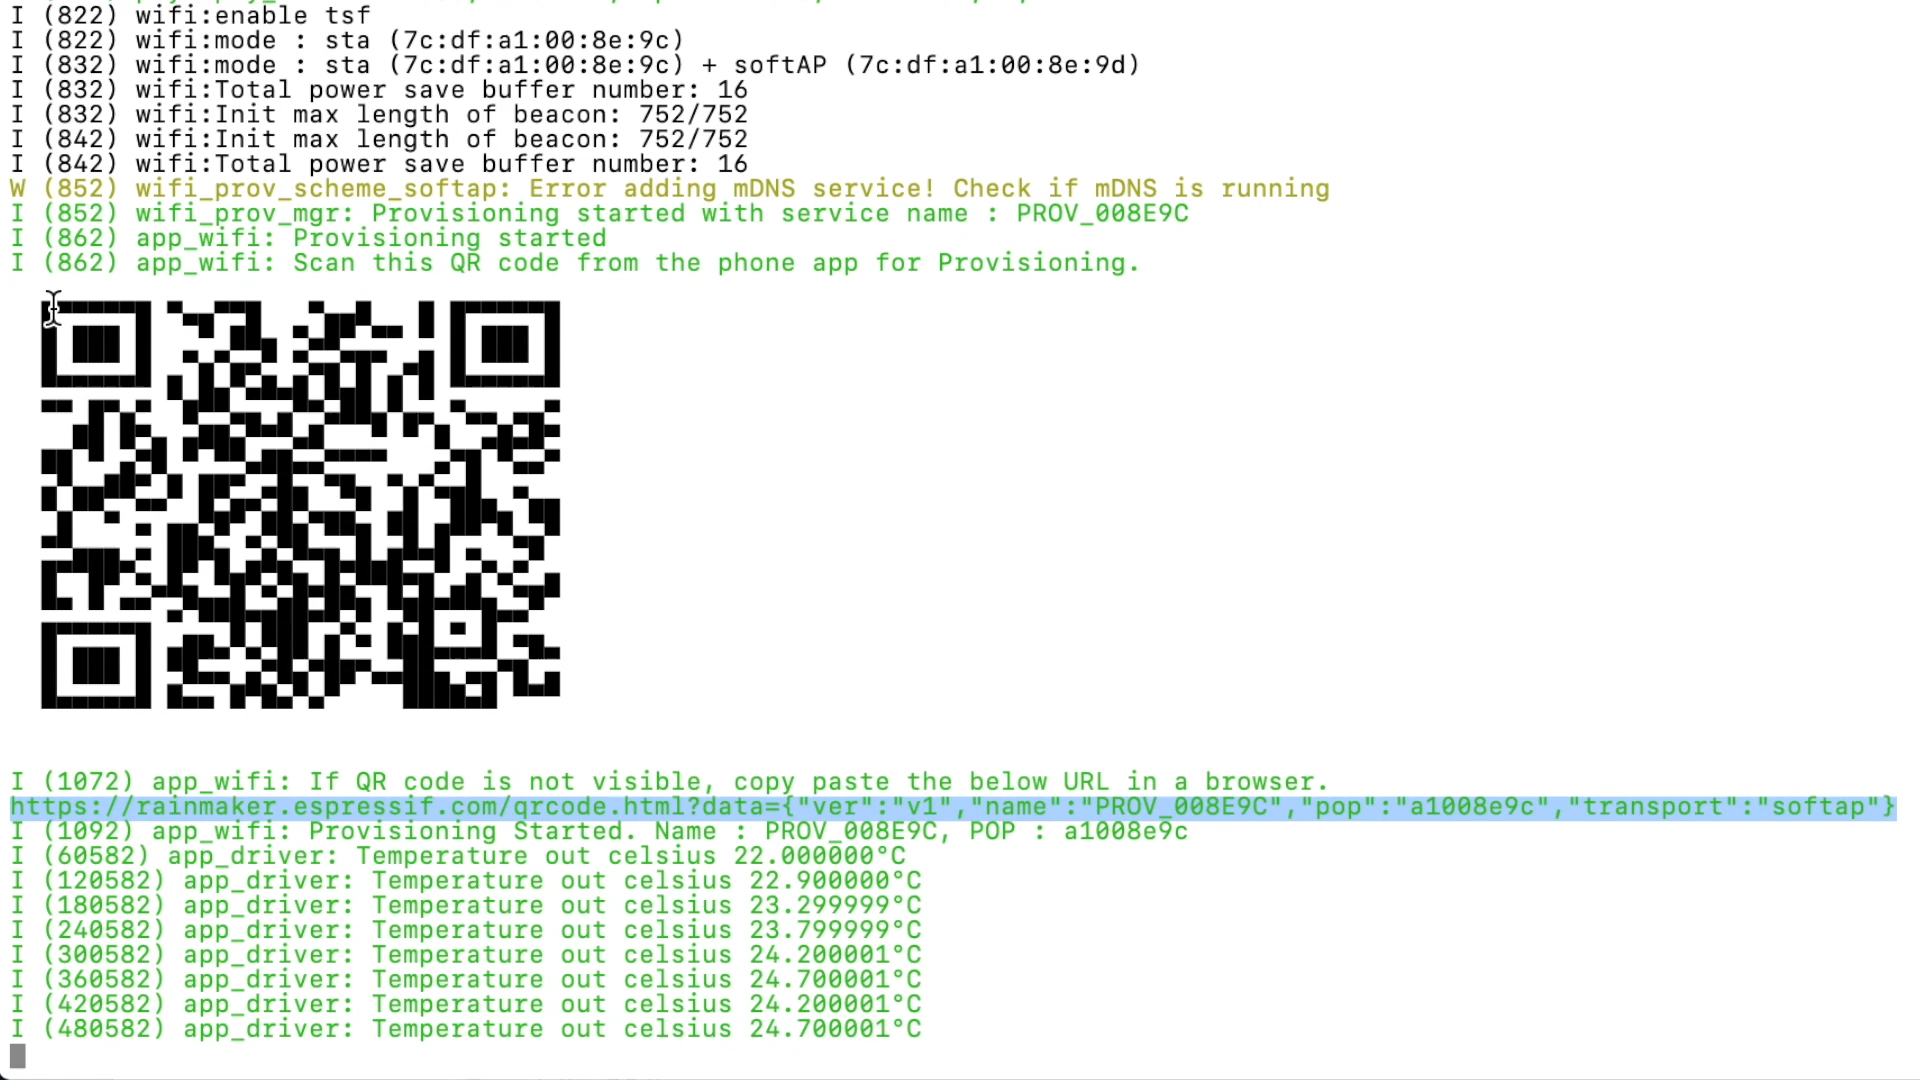 I (822) wifi:enable tsf
I (822) wifi:mode : sta (7c:df:a1:00:8e:9c)
I (832) wifi:mode : sta (7c:df:a1:00:8e:9c) + softAP (7c:df:a1:00:8e:9d)
I (832) wifi:Total power save buffer number: 16
I (832) wifi:Init max length of beacon: 752/752
I (842) wifi:Init max length of beacon: 752/752
I (842) wifi:Total power save buffer number: 16
W (852) wifi_prov_scheme_softap: Error adding mDNS service! Check if mDNS is running
I (852) wifi_prov_mgr: Provisioning started with service name : PROV_008E9C
I (862) app_wifi: Provisioning started
I (862) app_wifi: Scan this QR code from the phone app for Provisioning.
I (1072) app_wifi: If QR code is not visible, copy paste the below URL in a browser.
https://rainmaker.espressif.com/qrcode.html?data={"ver":"v1","name":"PROV_008E9C","pop":"a1008e9c","transport":"softap"}
I (1092) app_wifi: Provisioning Started. Name : PROV_008E9C, POP : a1008e9c
I (60582) app_driver: Temperature out celsius 22.000000°C
I (120582) app_driver: Temperature out celsius 22.900000°C
I (180582) app_driver: Temperature out celsius 23.299999°C
I (240582) app_driver: Temperature out celsius 23.799999°C
I (300582) app_driver: Temperature out celsius 24.200001°C
I (360582) app_driver: Temperature out celsius 24.700001°C
I (420582) app_driver: Temperature out celsius 24.200001°C
I (480582) app_driver: Temperature out celsius 24.700001°C